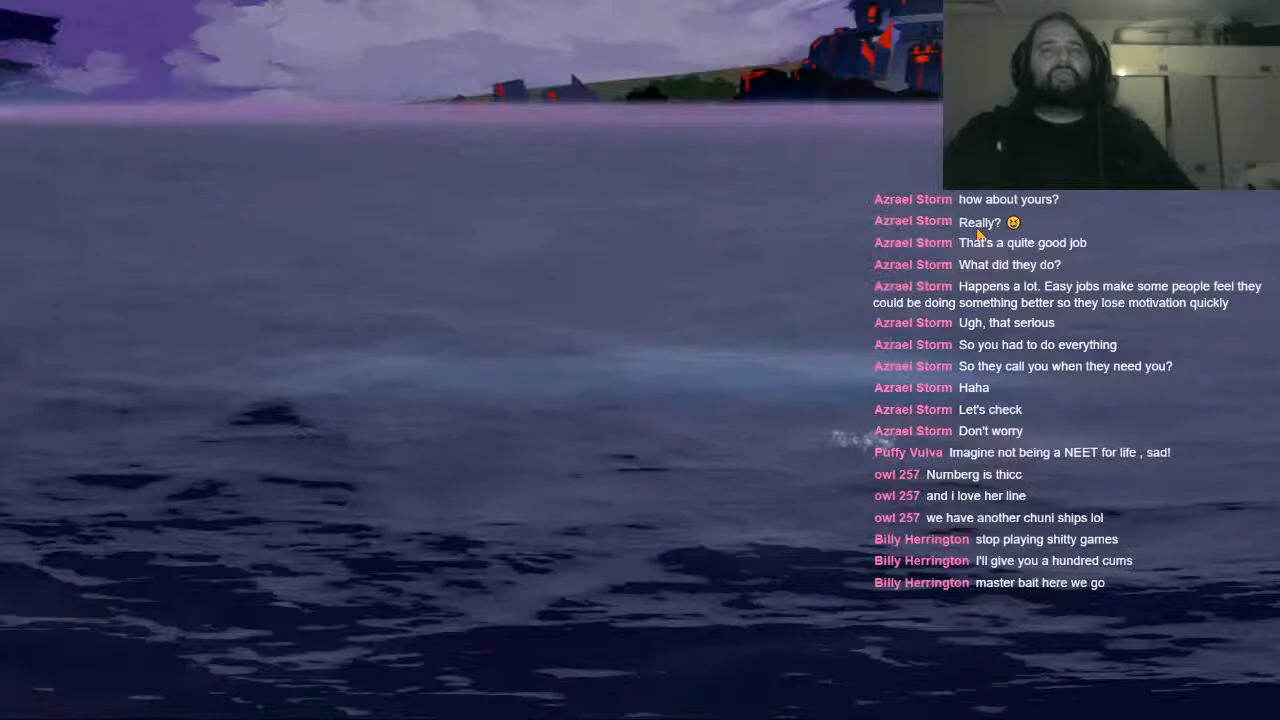 Azrael Storm how about yours?
Azrael Storm Really?
Azrael Storm That's a quite good job
Azrael Storm What did they do?
Azrael Storm Happens a lot. Easy jobs make some people feel they
could be doing something better so they lose motivation quickly
Azrael Storm Ugh, that serious
Azrael Storm So you had to do everything
Azrael Storm So they call you when they need you?
Azrael Storm Haha
Azrael Storm Let's check
Azrael Storm Don't worry
Puffy Vulva Imagine not being a NEET for life , sad!
owl 257 Nurnberg is thicc
owl 257 and i love her line
owl 257 we have another chuni ships lol
Billy Herrington stop playing shitty games
Billy Herrington I'll give you a hundred cums
Billy Herrington master bait here we go